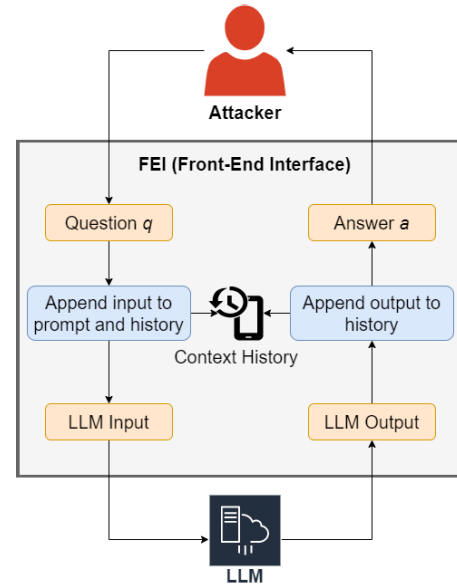 Attacker
FEI (Front-End Interface)
Question q
Answer a
Append input to
prompt and history
Append output to
history
Context History
LLM Input
LLM Output
LLM